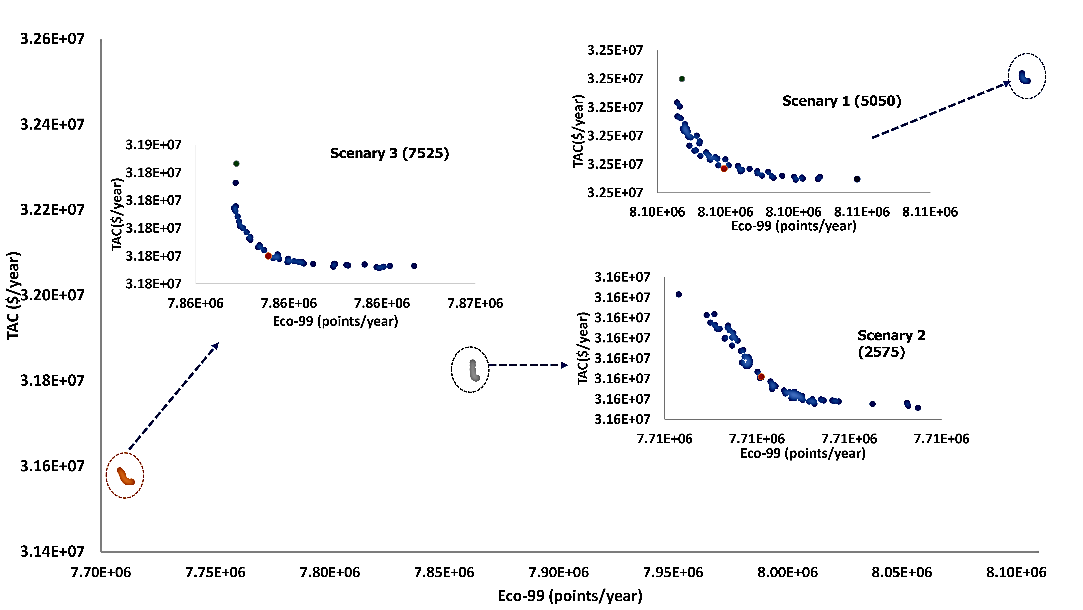 3.26E+07
3.24E+07
3.22E+07
3.20E+07
3.18E+07
3.16E+07
3.14E+07
TAC ($/year)
7.70E+06 7.75E+06 7.80E+06 7.85E+06 7.90E+06 7.95E+06 8.00E+06 8.05E+06 8.10E+06
Eco-99 (points/year)
Scenary 3 (7525)
3.19E+07
3.18E+07
3.18E+07
3.18E+07
3.18E+07
3.18E+07
TAC($/year)
7.86E+06 7.86E+06 7.86E+06 7.87E+06
Eco-99 (points/year)
Scenary 1 (5050)
3.25E+07
3.25E+07
3.25E+07
3.25E+07
3.25E+07
3.25E+07
TAC($/year)
8.10E+06 8.10E+06 8.10E+06 8.11E+06 8.11E+06
Eco-99 (points/year)
Scenary 2
(2575)
3.16E+07
3.16E+07
3.16E+07
3.16E+07
3.16E+07
3.16E+07
3.16E+07
3.16E+07
TAC($/year)
7.71E+06 7.71E+06 7.71E+06 7.71E+06
Eco-99 (points/year)